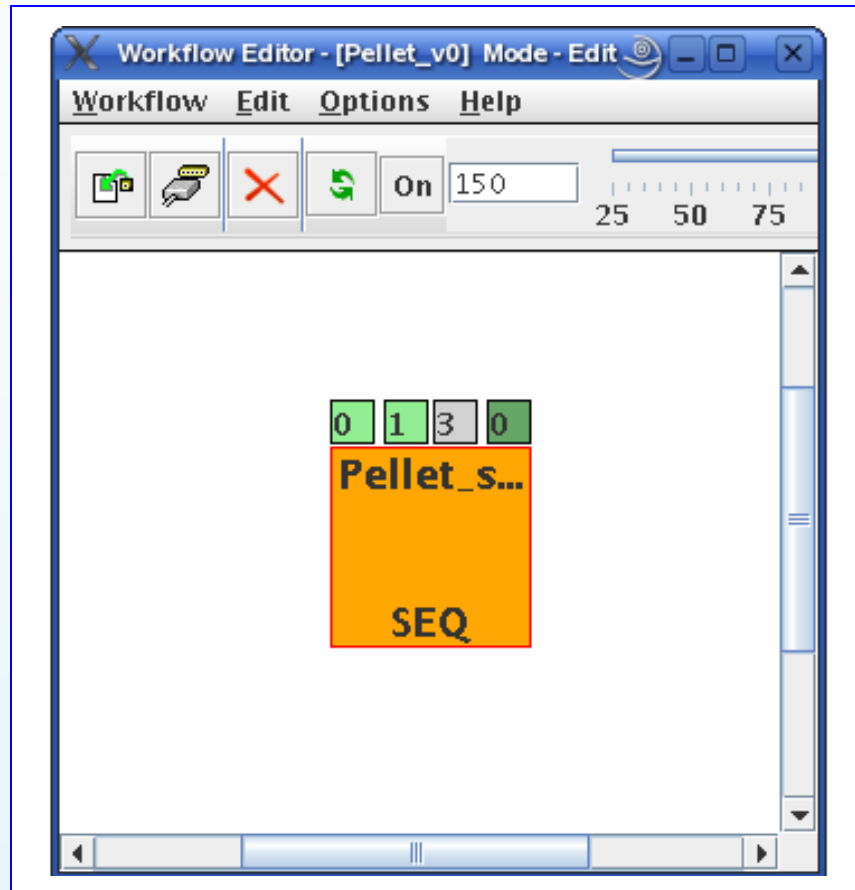 Workflow Editor - [Pellet_v0] Mode - Edit
Workflow Edit Options Help
On 150
25 50 75
0 1 3 0
Pellet_s...
SEQ